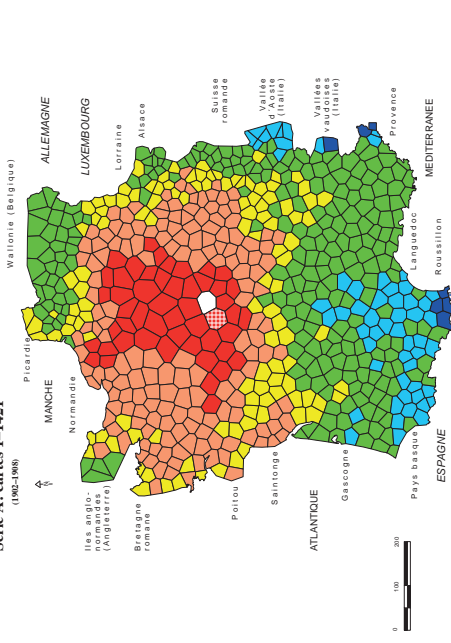 Série A: cartes 1–1421
(1902–1908)
N
Wallonie (Belgique)
ALLEMAGNE
LUXEMBOURG
Lorraine
Alsace
Suisse
romande
Vallée
d'Aoste
(Italie)
Vallées
vaudoises
(Italie)
Provence
MEDITERRANEE
Languedoc
Roussillon
Picardie
MANCHE
Normandie
Iles anglo-
normandes
(Angleterre)
Bretagne
romane
Poitou
Saintonge
ATLANTIQUE
Gascogne
Pays basque
ESPAGNE
0 100 200